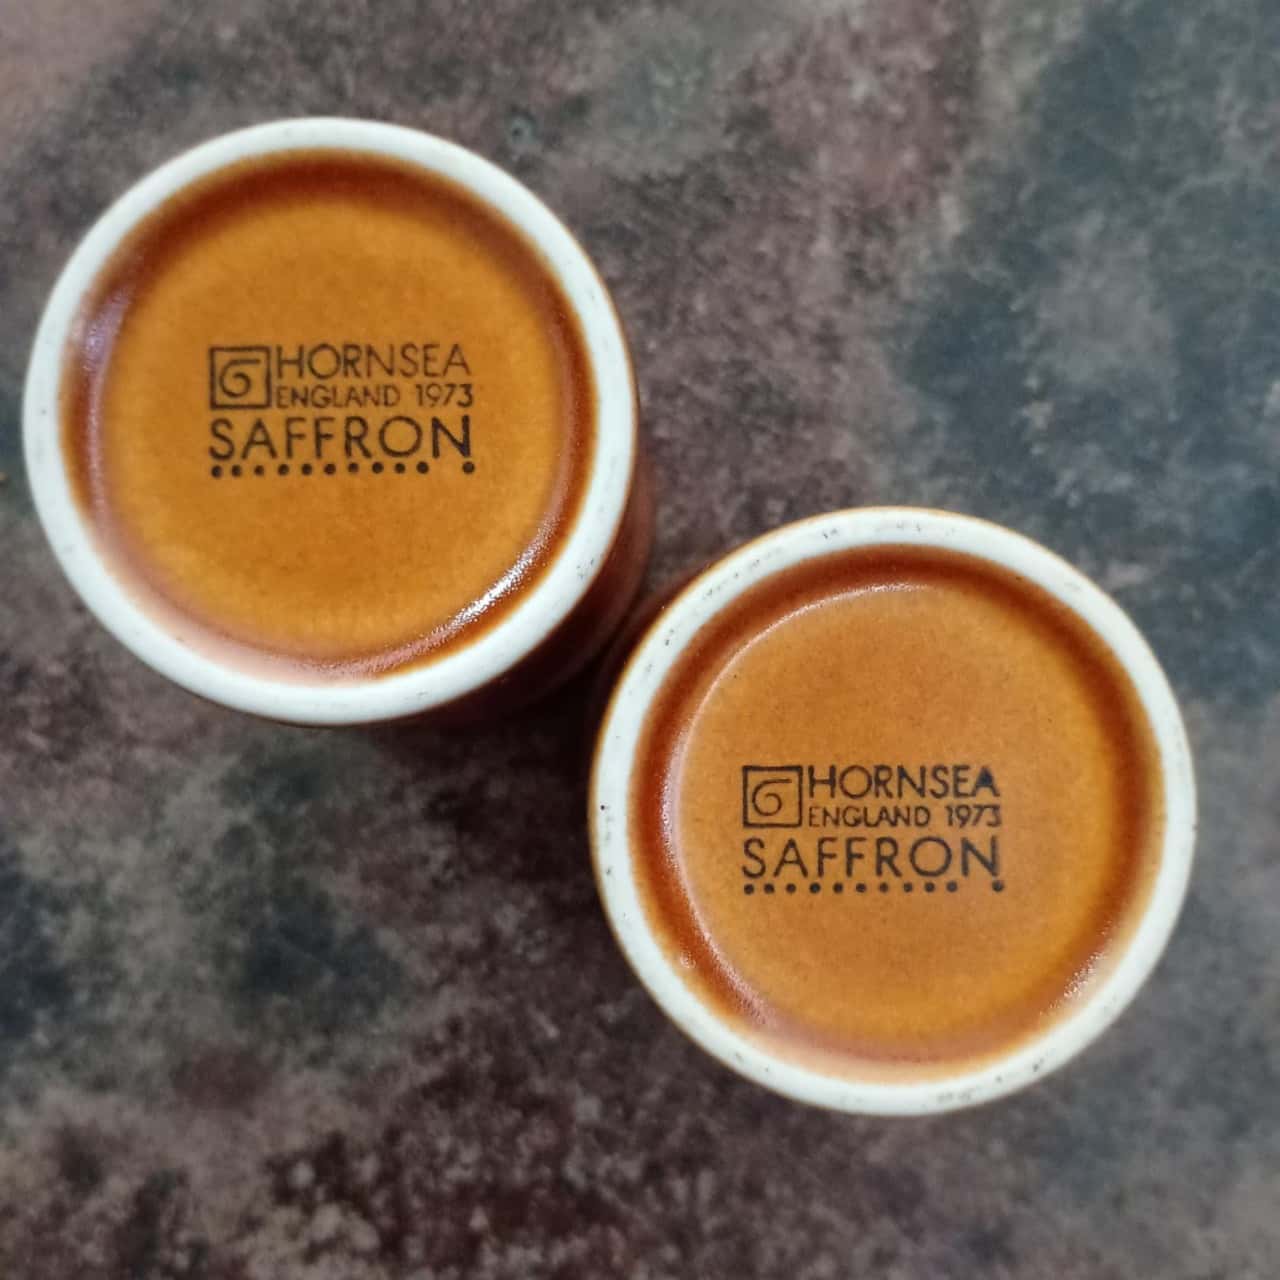 HORNSEA
ENGLAND 1973
SAFFRON
HORNSEA
ENGLAND 1973
SAFFRON